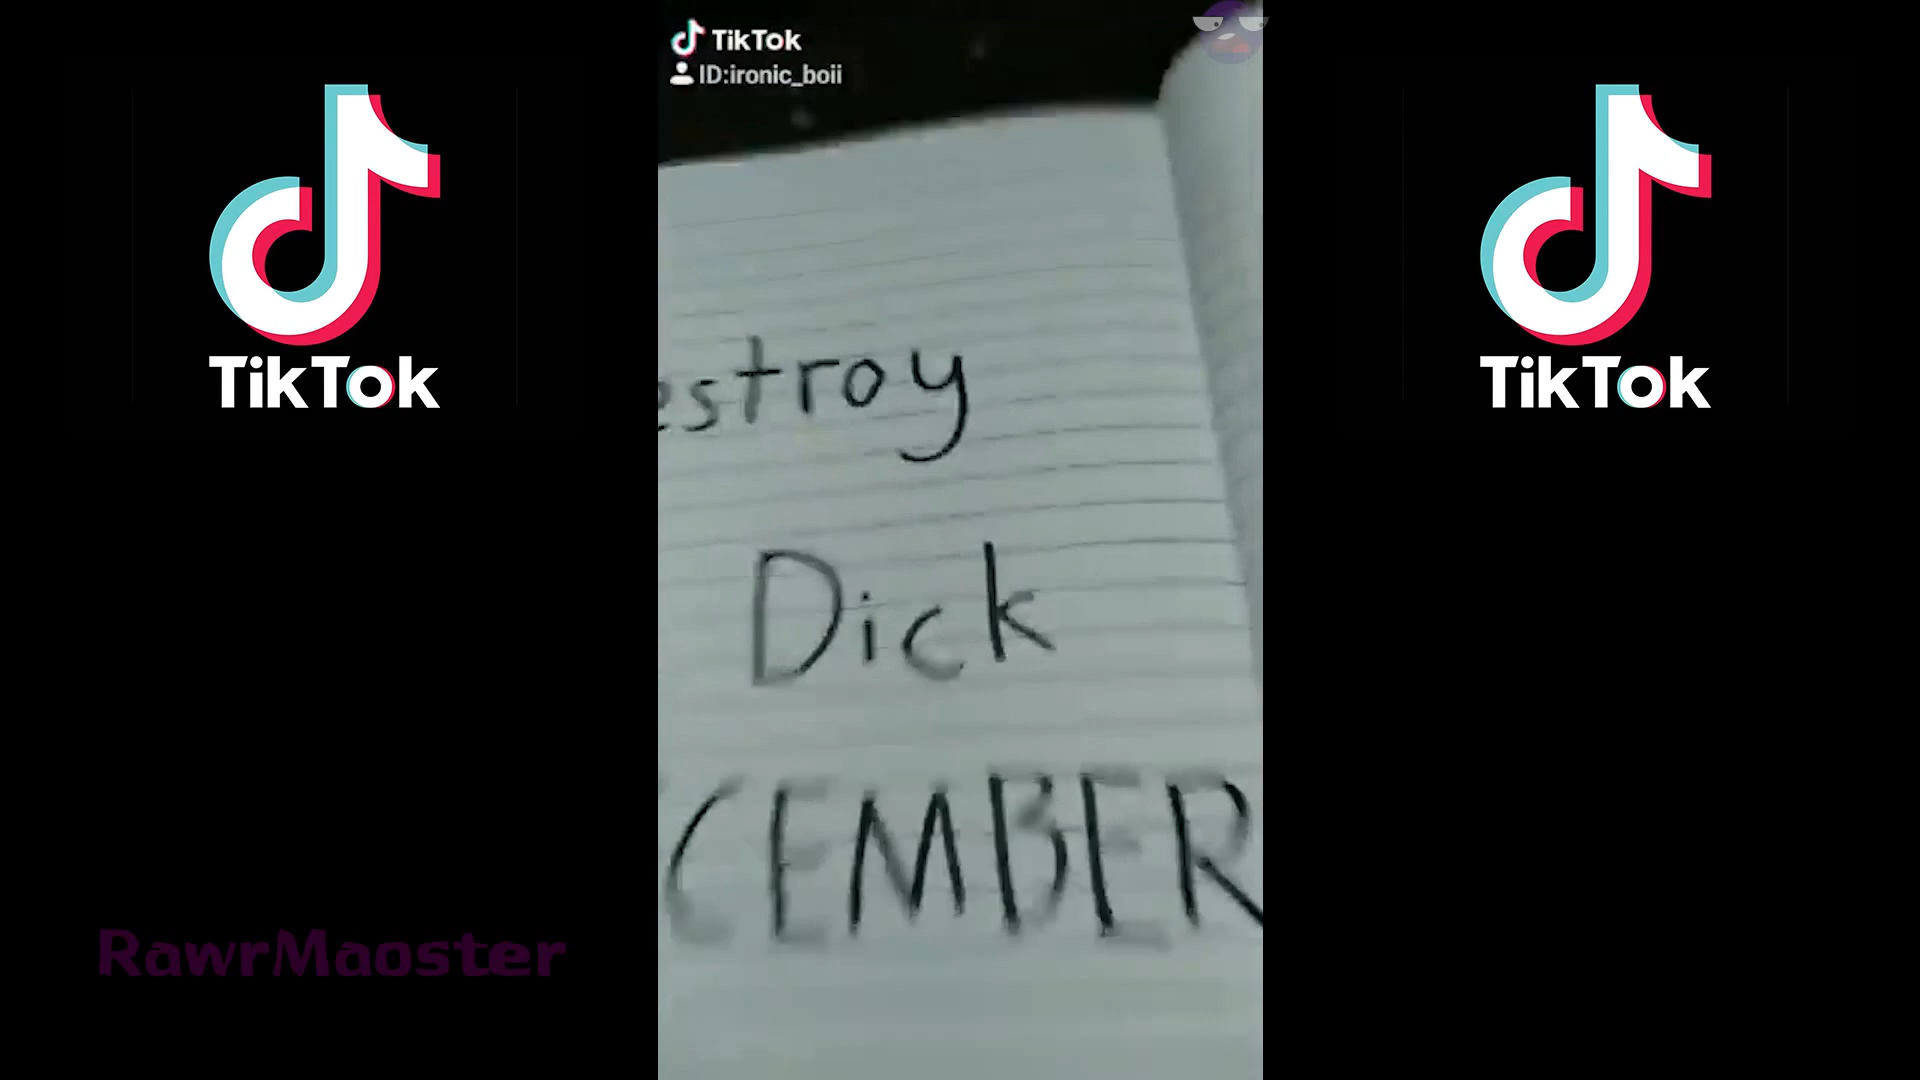 TikTok
ID:ironic_boii
TikTok
TikTok
estroy
Dick
CEMBER
RawrMaoster